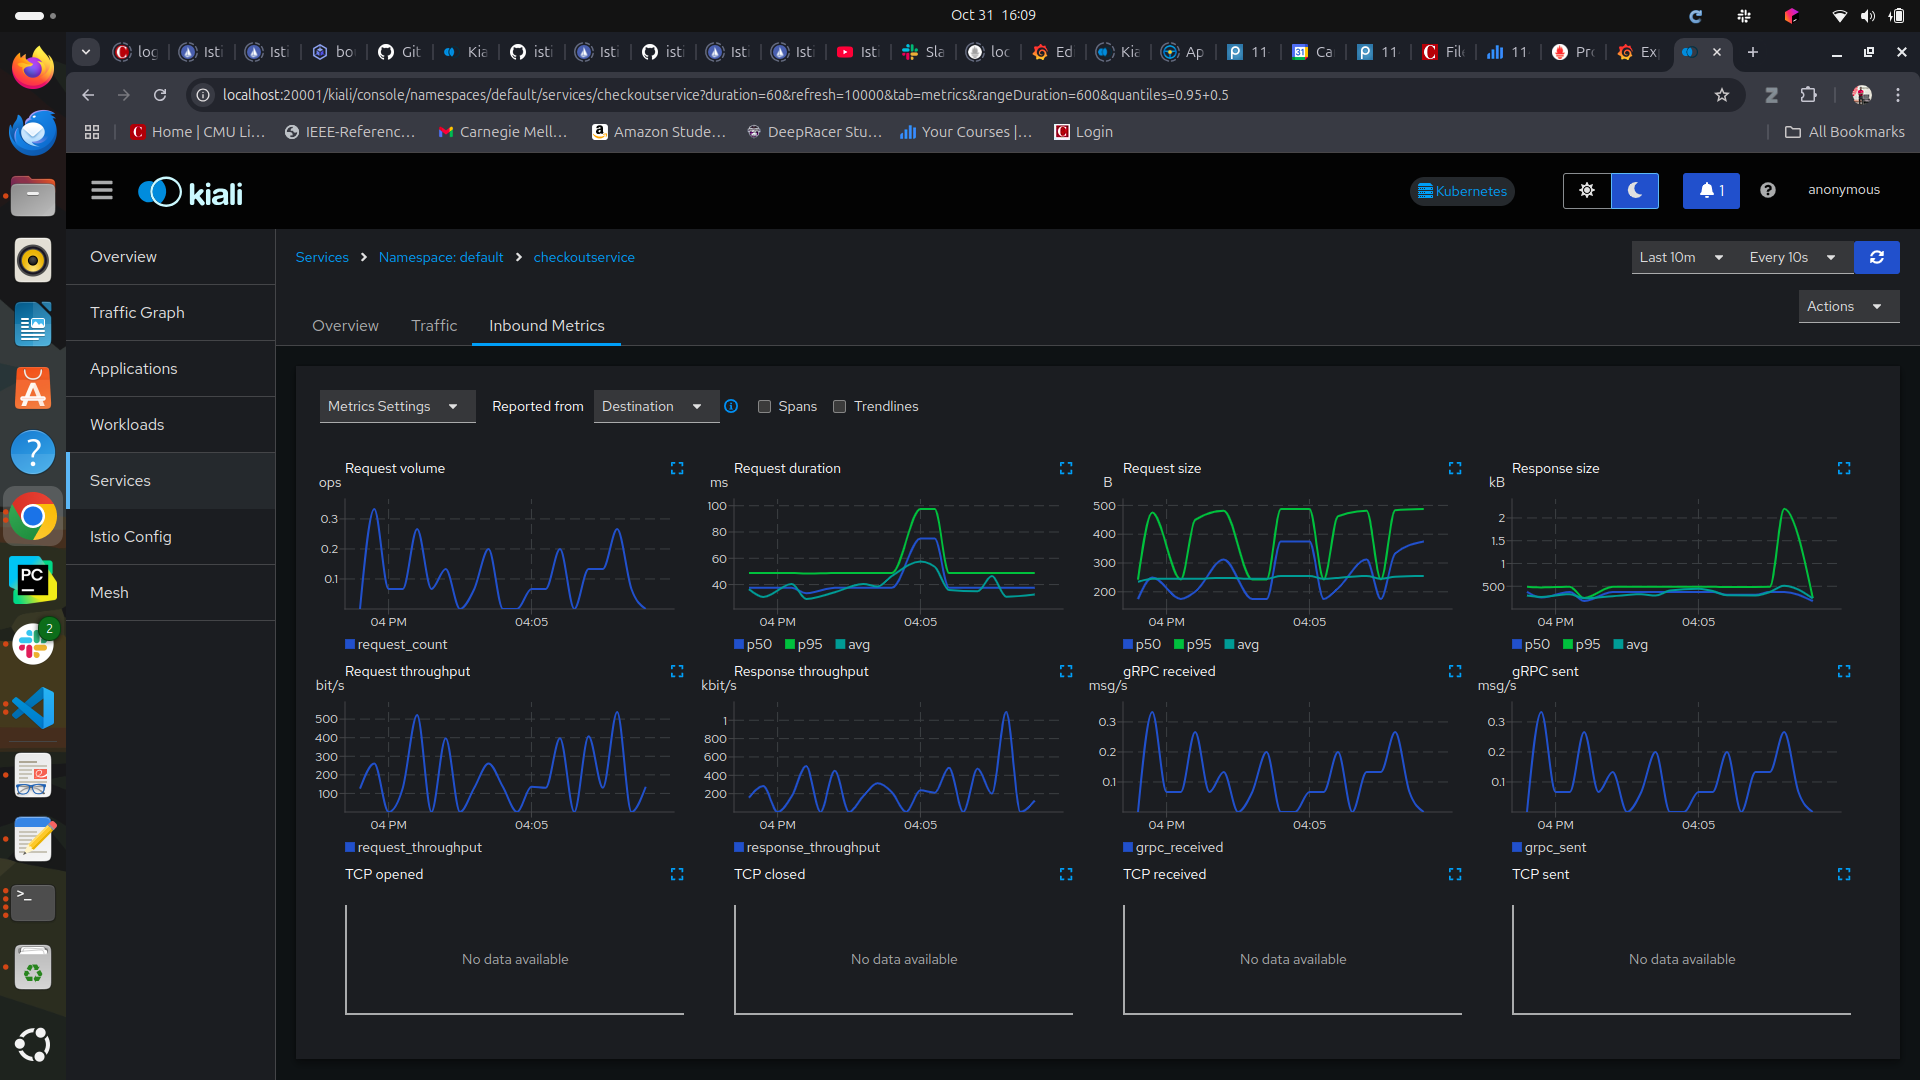 Oct 31 16:09
log
Isti
Isti
bo
Git
Kia
isti
Isti
isti
Isti
Isti
Isti
Sla
loc
Edi
Kia
Ap
11-
Ca
11-
File
11-
Pro
Exp
localhost:20001/kiali/console/namespaces/default/services/checkoutservice?duration=60&refresh=10000&tab=metrics&rangeDuration=600&quantiles=0.95+0.5
Home | CMU Li...
IEEE-Referenc...
Carnegie Mell...
Amazon Stude...
DeepRacer Stu...
Your Courses |...
Login
All Bookmarks
kiali
Kubernetes
1
anonymous
Overview
Traffic Graph
Applications
Workloads
Services
Istio Config
Mesh
Services > Namespace: default > checkoutservice
Last 10m
Every 10s
Actions
Overview
Traffic
Inbound Metrics
Metrics Settings
Reported from
Destination
Spans
Trendlines
Request volume
ops
0.3
0.2
0.1
04 PM
04:05
request_count
Request duration
ms
100
80
60
40
04 PM
04:05
p50 p95 avg
Request size
B
500
400
300
200
04 PM
04:05
p50 p95 avg
Response size
kB
2
1.5
1
500
04 PM
04:05
p50 p95 avg
Request throughput
bit/s
500
400
300
200
100
04 PM
04:05
request_throughput
Response throughput
kbit/s
1
800
600
400
200
04 PM
04:05
response_throughput
gRPC received
msg/s
0.3
0.2
0.1
04 PM
04:05
grpc_received
gRPC sent
msg/s
0.3
0.2
0.1
04 PM
04:05
grpc_sent
TCP opened
No data available
TCP closed
No data available
TCP received
No data available
TCP sent
No data available
PC
2